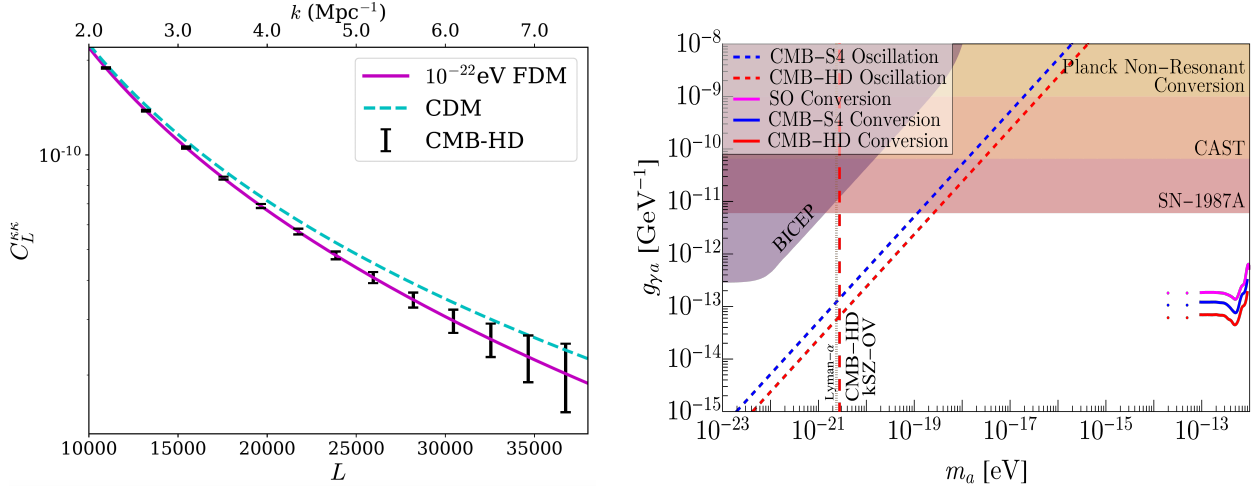 k (Mpc⁻¹)
2.0 3.0 4.0 5.0 6.0 7.0
10⁻²²eV FDM
CDM
CMB-HD
10⁻¹⁰
C_L^κκ
10000 15000 20000 25000 30000 35000
L
10⁻⁸
10⁻⁹
10⁻¹⁰
10⁻¹¹
10⁻¹²
10⁻¹³
10⁻¹⁴
10⁻¹⁵
g_γa [GeV⁻¹]
CMB−S4 Oscillation
CMB−HD Oscillation
SO Conversion
CMB−S4 Conversion
CMB−HD Conversion
Planck Non−Resonant
Conversion
CAST
SN−1987A
BICEP
Lyman-α
CMB−HD
kSZ−OV
10⁻²³ 10⁻²¹ 10⁻¹⁹ 10⁻¹⁷ 10⁻¹⁵ 10⁻¹³
m_a [eV]